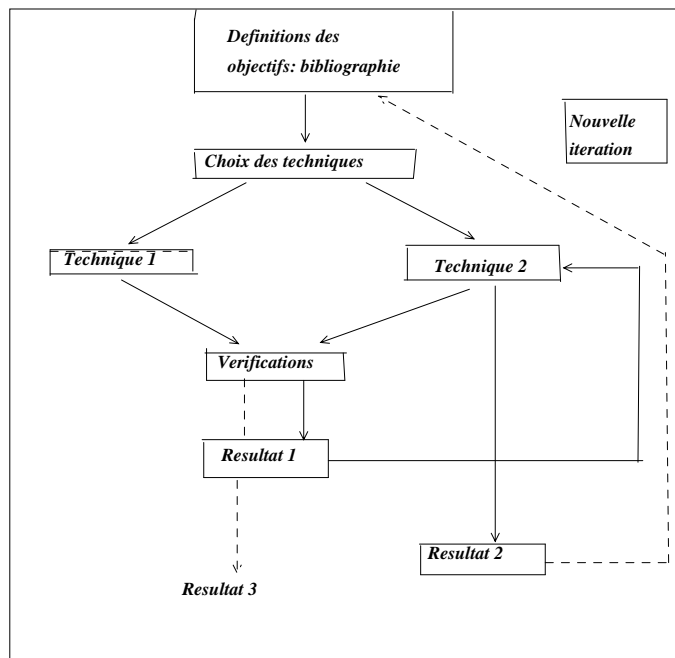 Definitions des
objectifs: bibliographie
Nouvelle
iteration
Choix des techniques
Technique 1
Technique 2
Verifications
Resultat 1
Resultat 2
Resultat 3